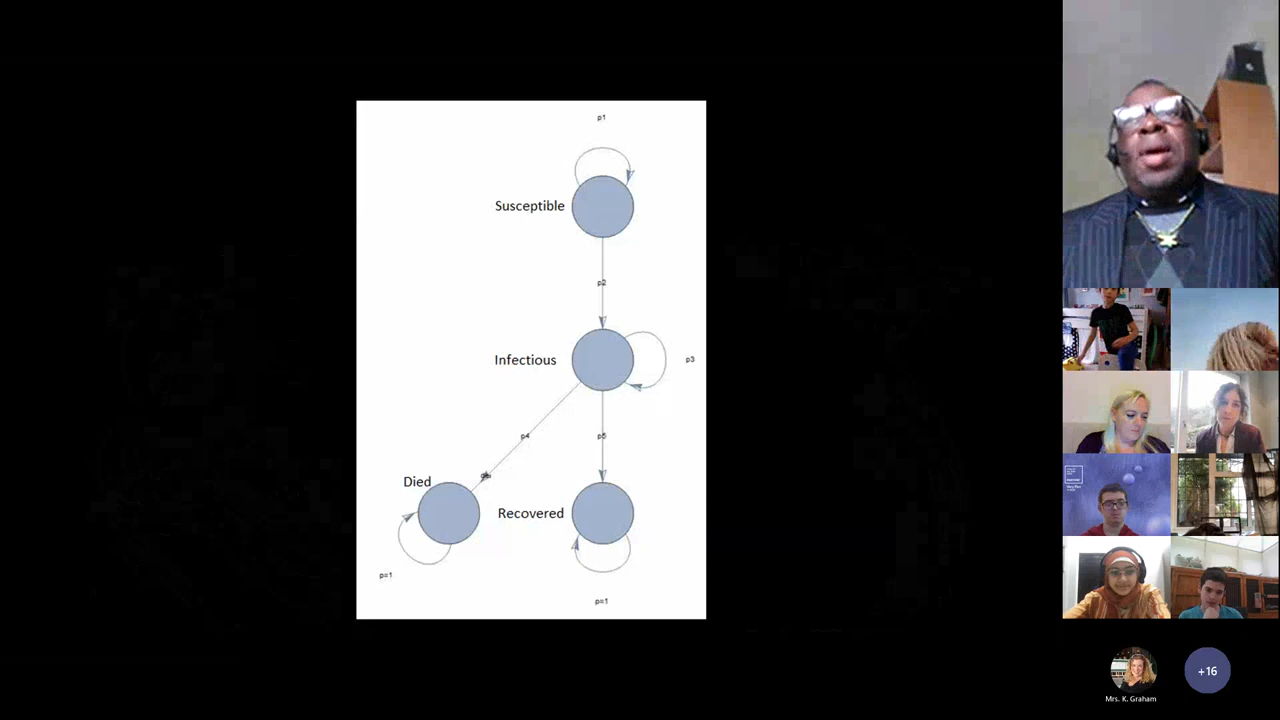 p1
Susceptible
p2
Infectious
p3
p4
p5
Died
Recovered
p=1
p=1
Mrs. K. Graham
+16